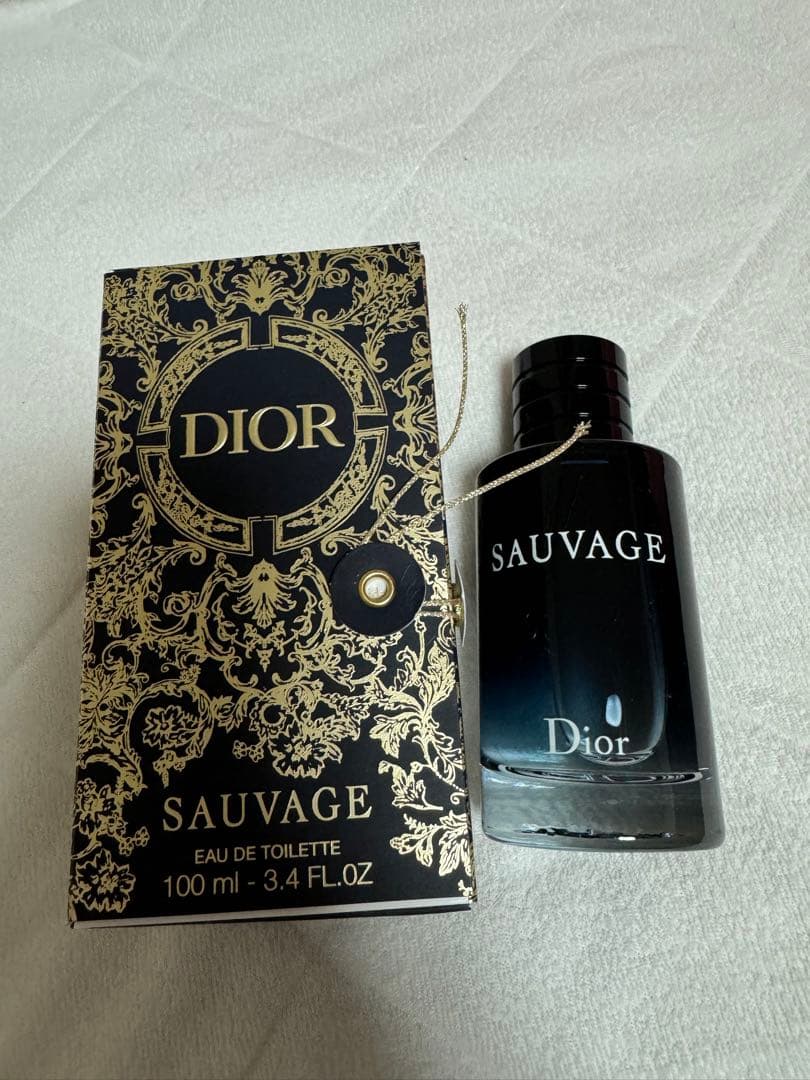 DIOR
SAUVAGE
EAU DE TOILETTE
100 ml - 3.4 FL.OZ
SAUVAGE
Dior